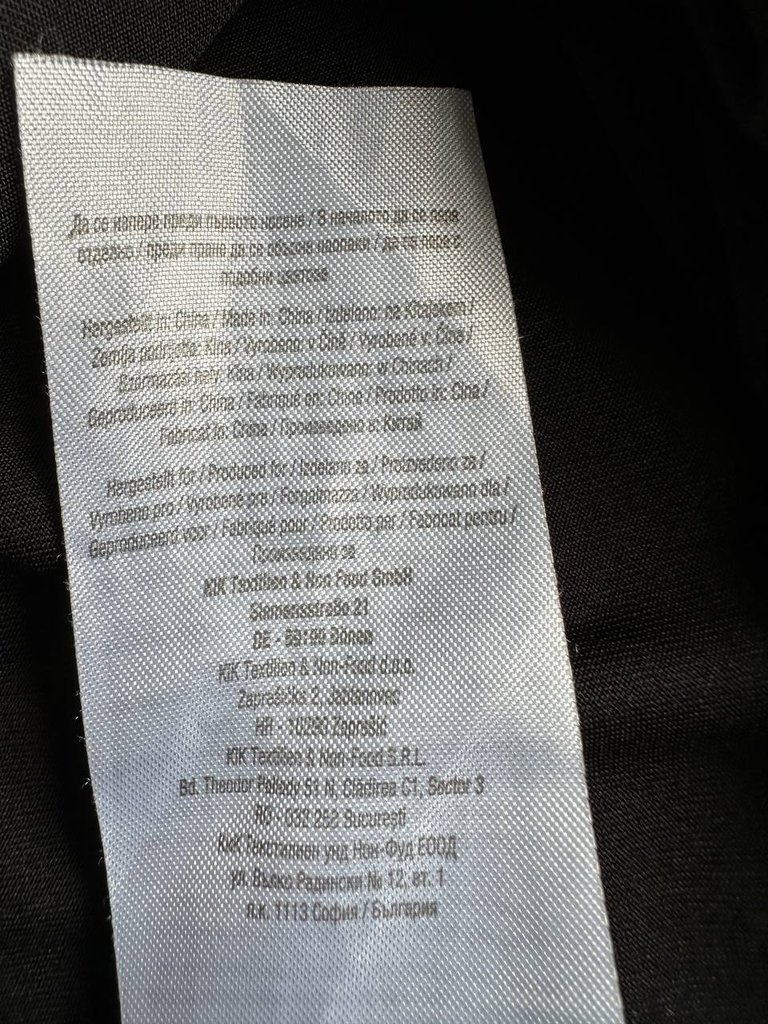 Да се изпере преди първото носене / В началото да се пере
отделно / преди пране да се обърне наопаки / да се пере с
подобни цветове
Hergestellt in: China / Made in: China / Izdelano: na Kitajskem /
Zemlja podrijetla: Kina / Vyrobeno: v Číně / Vyrobené v: Číne /
Származási hely: Kína / Wyprodukowano: w Chinach /
Geproduceerd in: China / Fabriqué en: Chine / Prodotto in: Cina /
Fabricat în: China / Произведено в: Китай
Hergestellt für / Produced for / Izdelano za / Proizvedeno za /
Vyrobeno pro / Vyrobené pre / Forgalmazza / Wyprodukowano dla /
Geproduceerd voor / Fabriqué pour / Prodotto per / Fabricat pentru /
Произведено за
KiK Textilien & Non Food GmbH
Siemensstraße 21
DE - 59199 Bönen
KiK Textilien & Non-Food d.o.o.
Zaprešićka 2, Jablanovec
HR - 10290 Zaprešić
KiK Textilien & Non-Food S.R.L.
Bd. Theodor Pallady 51 N, Clădirea C1, Sector 3
RO - 032 258 București
КиК Текстилиен унд Нон-Фуд ЕООД
ул. Вълко Радински № 12, ет. 1
п.к. 1113 София / България